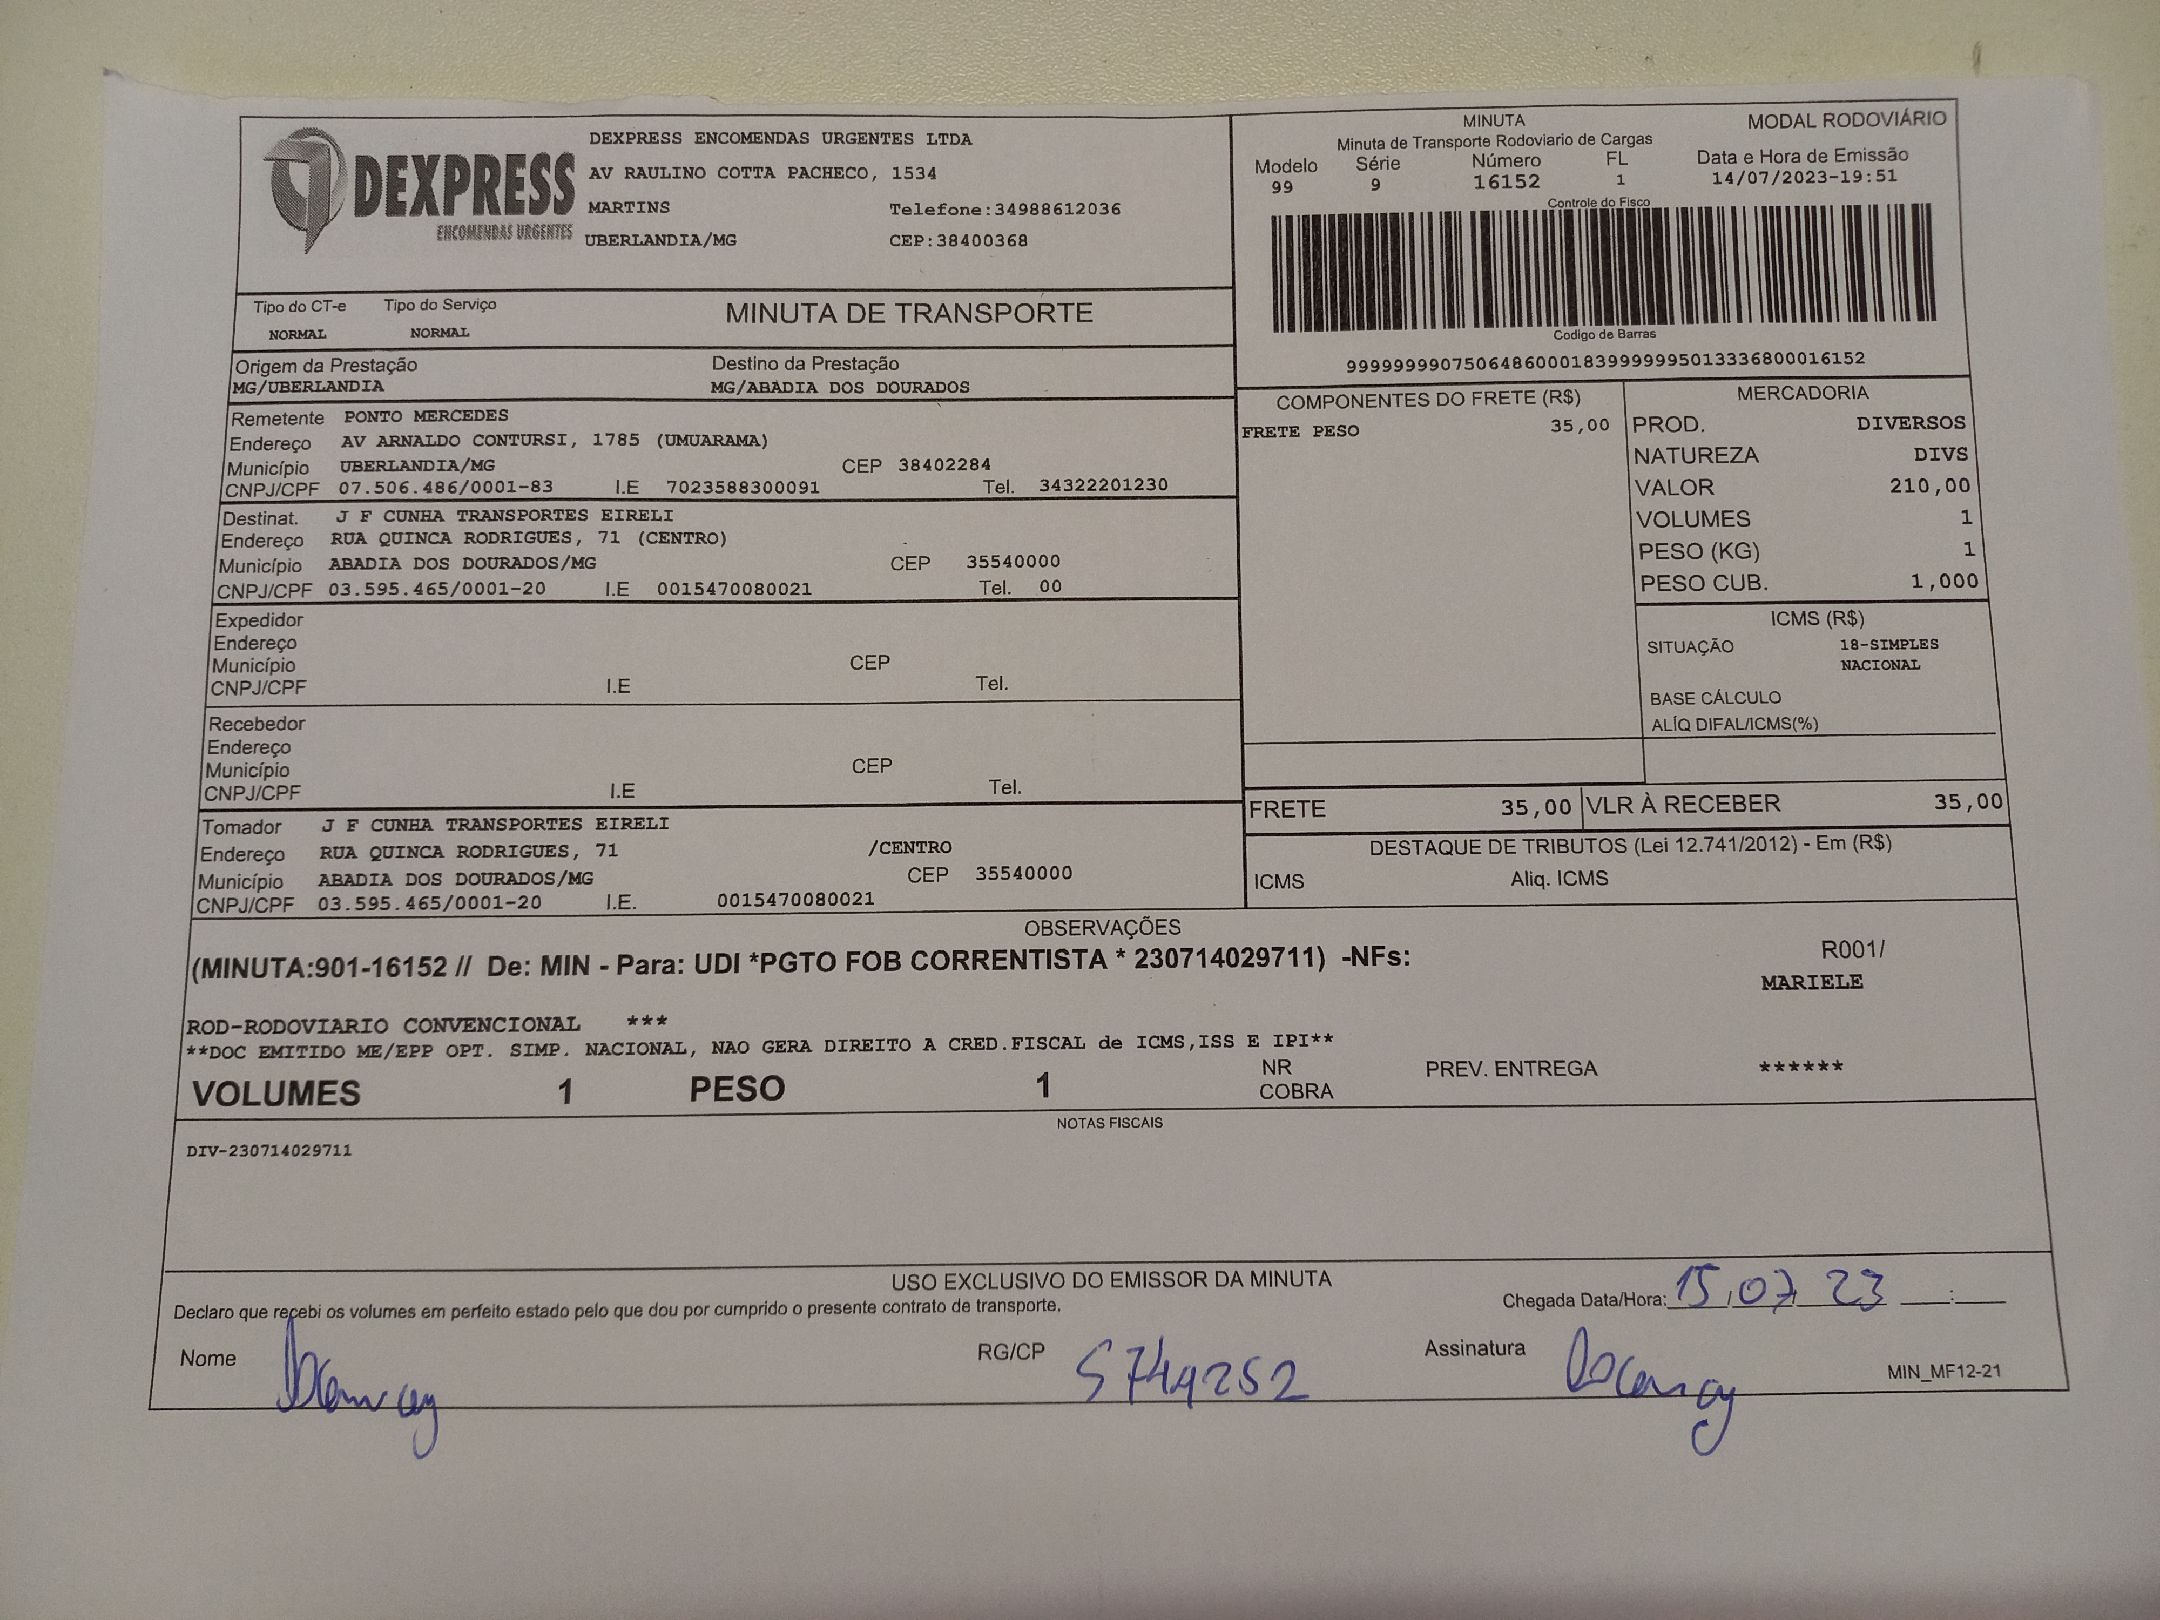 DEXPRESS
ENCOMENDAS URGENTES
DEXPRESS ENCOMENDAS URGENTES LTDA
AV RAULINO COTTA PACHECO, 1534
MARTINS Telefone:34988612036
UBERLANDIA/MG CEP:38400368
MINUTA MODAL RODOVIÁRIO
Minuta de Transporte Rodoviario de Cargas
Modelo Série Número FL Data e Hora de Emissão
99 9 16152 1 14/07/2023-19:51
Controle do Fisco
Codigo de Barras
99999999075064860001839999995013336800016152
Tipo do CT-e Tipo do Serviço MINUTA DE TRANSPORTE
NORMAL NORMAL
Origem da Prestação Destino da Prestação
MG/UBERLANDIA MG/ABADIA DOS DOURADOS
Remetente PONTO MERCEDES
Endereço AV ARNALDO CONTURSI, 1785 (UMUARAMA)
Município UBERLANDIA/MG CEP 38402284
CNPJ/CPF 07.506.486/0001-83 I.E 7023588300091 Tel. 34322201230
Destinat. J F CUNHA TRANSPORTES EIRELI
Endereço RUA QUINCA RODRIGUES, 71 (CENTRO)
Município ABADIA DOS DOURADOS/MG CEP 35540000
CNPJ/CPF 03.595.465/0001-20 I.E 0015470080021 Tel. 00
Expedidor
Endereço
Município CEP
CNPJ/CPF I.E Tel.
Recebedor
Endereço
Município CEP
CNPJ/CPF I.E Tel.
Tomador J F CUNHA TRANSPORTES EIRELI
Endereço RUA QUINCA RODRIGUES, 71 /CENTRO
Município ABADIA DOS DOURADOS/MG CEP 35540000
CNPJ/CPF 03.595.465/0001-20 I.E. 0015470080021
COMPONENTES DO FRETE (R$)
FRETE PESO 35,00
MERCADORIA
PROD. DIVERSOS
NATUREZA DIVS
VALOR 210,00
VOLUMES 1
PESO (KG) 1
PESO CUB. 1,000
ICMS (R$)
SITUAÇÃO 18-SIMPLES
NACIONAL
BASE CÁLCULO
ALÍQ DIFAL/ICMS(%)
FRETE 35,00 VLR À RECEBER 35,00
DESTAQUE DE TRIBUTOS (Lei 12.741/2012) - Em (R$)
ICMS Aliq. ICMS
OBSERVAÇÕES
(MINUTA:901-16152 // De: MIN - Para: UDI *PGTO FOB CORRENTISTA * 230714029711) -NFs: R001/
MARIELE
ROD-RODOVIARIO CONVENCIONAL ***
**DOC EMITIDO ME/EPP OPT. SIMP. NACIONAL, NAO GERA DIREITO A CRED.FISCAL de ICMS,ISS E IPI**
VOLUMES 1 PESO 1 NR PREV. ENTREGA ******
COBRA
NOTAS FISCAIS
DIV-230714029711
USO EXCLUSIVO DO EMISSOR DA MINUTA
Declaro que recebi os volumes em perfeito estado pelo que dou por cumprido o presente contrato de transporte.
Chegada Data/Hora: 15/07/23 :
Nome RG/CP 5749252 Assinatura
MIN_MF12-21